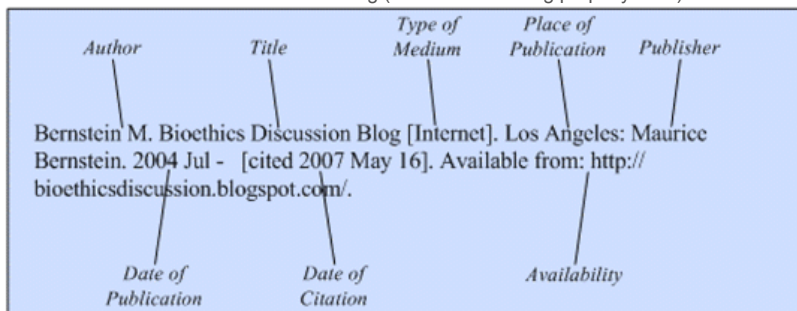 Type of Place of
Author Title Medium Publication Publisher
Bernstein M. Bioethics Discussion Blog [Internet]. Los Angeles: Maurice
Bernstein. 2004 Jul - [cited 2007 May 16]. Available from: http://
bioethicsdiscussion.blogspot.com/.
Date of Date of Availability
Publication Citation